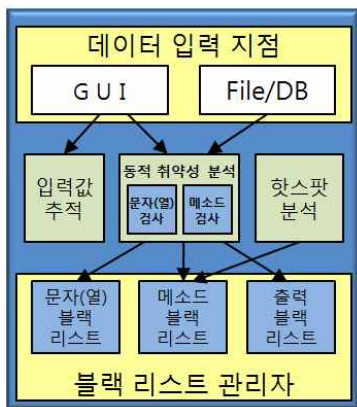 데이터 입력 지점
G U I
File/DB
입력값
추적
동적 취약성 분석
문자(열)
검사
메소드
검사
핫스팟
분석
문자(열)
블랙
리스트
메소드
블랙
리스트
출력
블랙
리스트
블랙 리스트 관리자